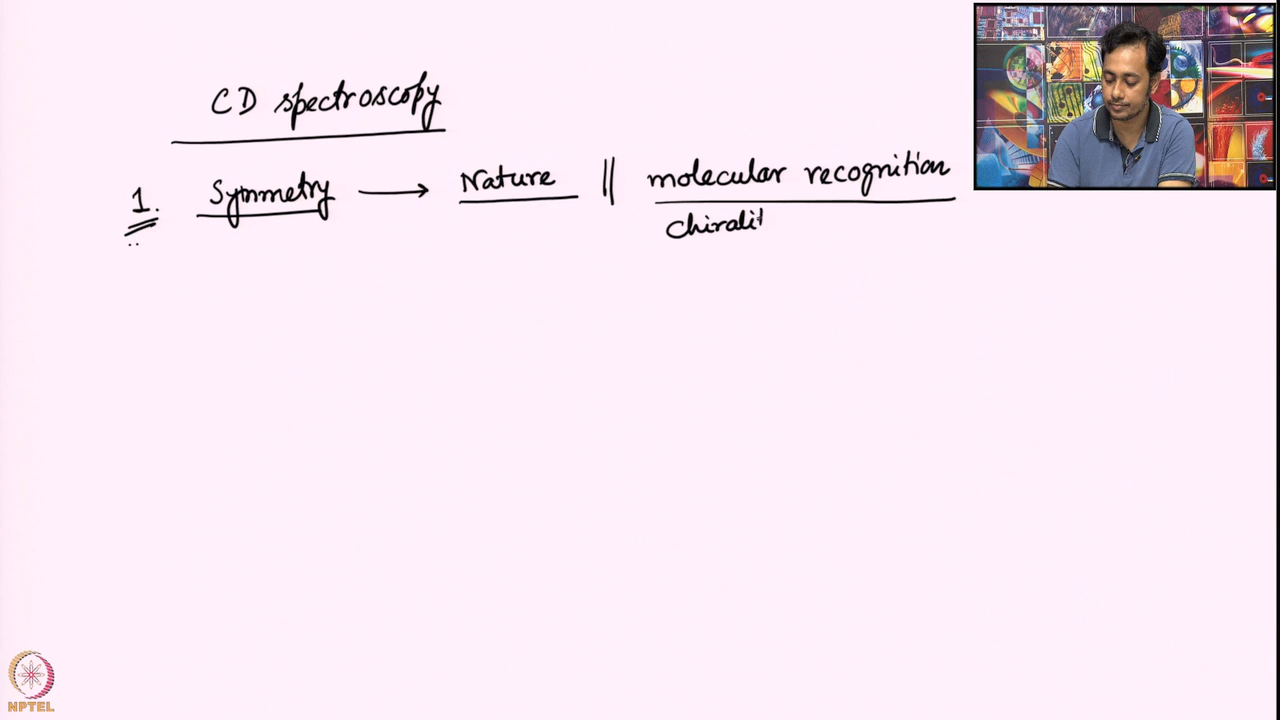 CD spectroscopy
1. Symmetry → Nature || molecular recognition
chiralit
NPTEL